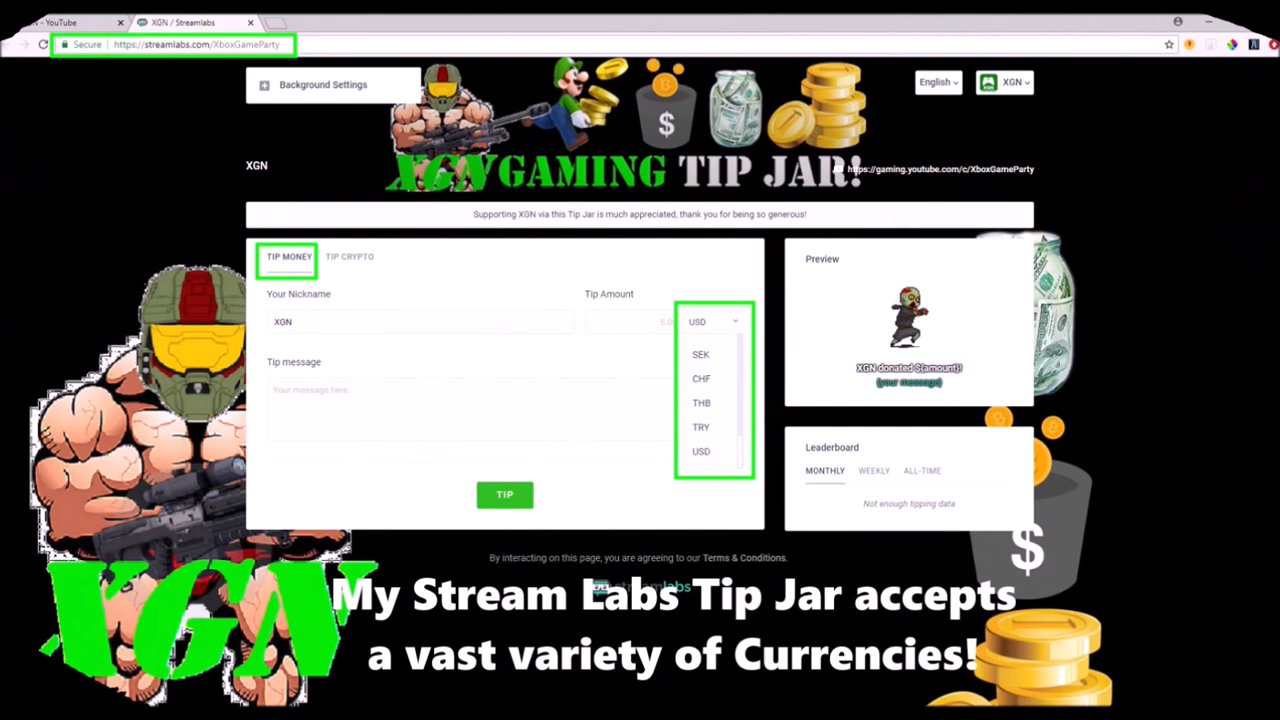 - YouTube
XGN / Streamlabs
Secure
https://streamlabs.com/XboxGameParty
Background Settings
English
XGN
XGN
$
XGN GAMING TIP JAR!
https://gaming.youtube.com/c/XboxGameParty
XGN
Supporting XGN via this Tip Jar is much appreciated, thank you for being so generous!
TIP MONEY
TIP CRYPTO
Your Nickname
Tip Amount
XGN
USD
SEK
CHF
THB
TRY
USD
Tip message
Your message here...
TIP
Preview
XGN donated ${amount}!
{your message}
Leaderboard
MONTHLY
WEEKLY
ALL-TIME
Not enough tipping data
By interacting on this page, you are agreeing to our Terms & Conditions.
streamlabs
$
XGN
My Stream Labs Tip Jar accepts
a vast variety of Currencies!